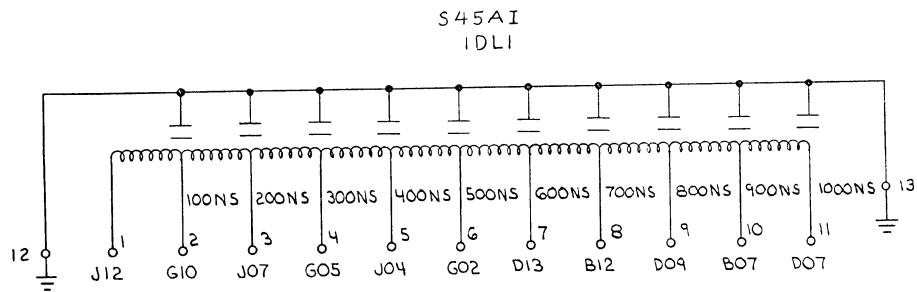 S45AI
IDLI
100NS 200NS 300NS 400NS 500NS 600NS 700NS 800NS 900NS 1000NS 13
12 1 2 3 4 5 6 7 8 9 10 11
J12 G10 J07 G05 J04 G02 D13 B12 D09 B07 D07